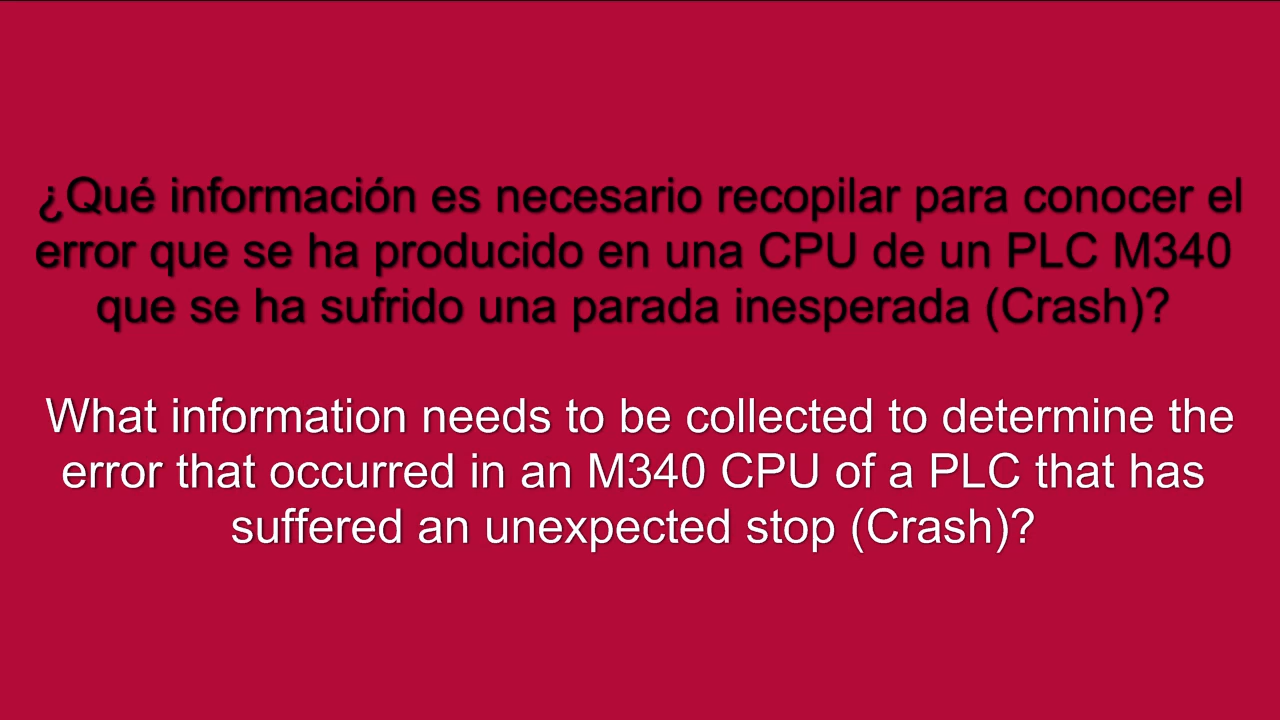 ¿Qué información es necesario recopilar para conocer el
error que se ha producido en una CPU de un PLC M340
que se ha sufrido una parada inesperada (Crash)?
What information needs to be collected to determine the
error that occurred in an M340 CPU of a PLC that has
suffered an unexpected stop (Crash)?